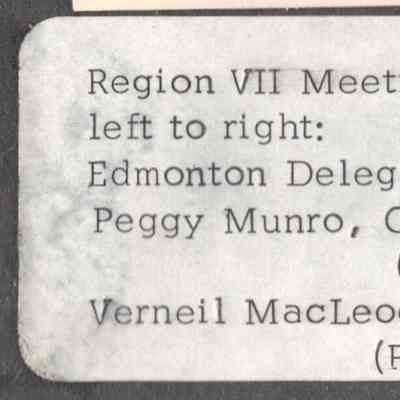 Region VII Meet
left to right:
Edmonton Deleg
Peggy Munro, C
(
Verneil MacLeo
(F